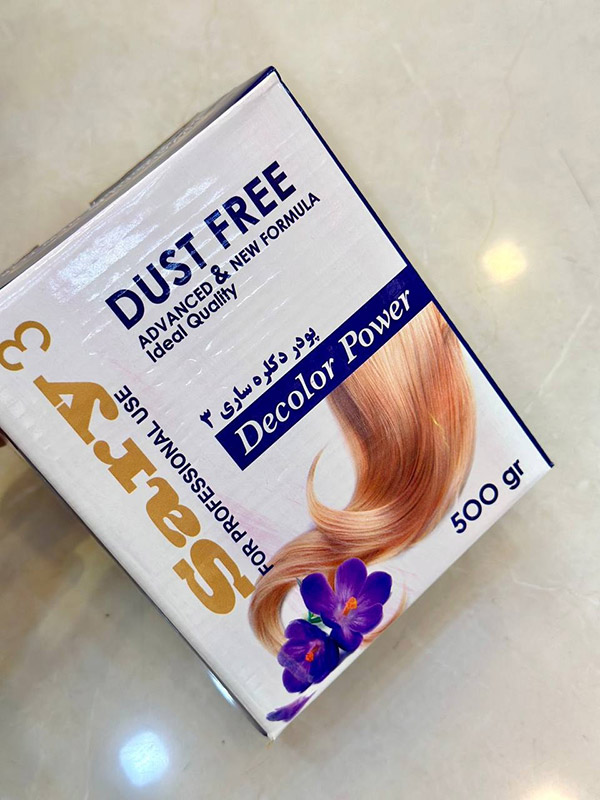 DUST FREE
ADVANCED & NEW FORMULA
Ideal Quality
پودر دکلره ساری ۳
Decolor Power
Sary 3
FOR PROFESSIONAL USE
500 gr